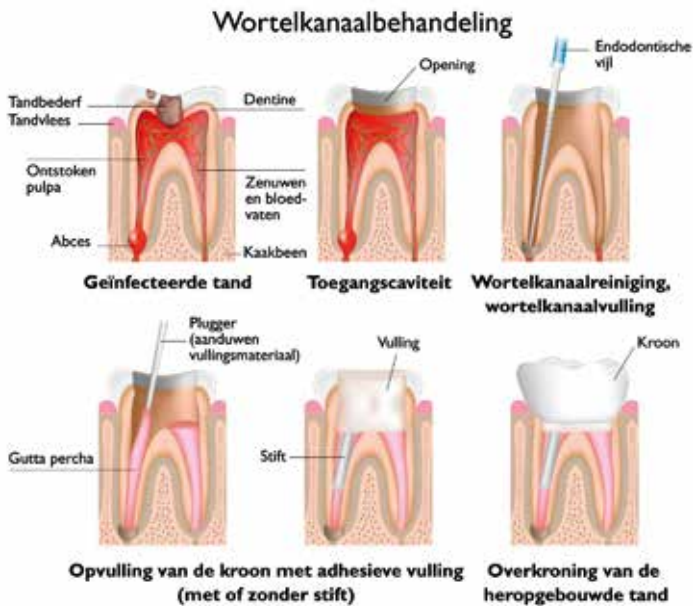 Wortelkanaalbehandeling
Tandbederf
Tandvlees
Ontstoken
pulpa
Abces
Dentine
Zenuwen
en bloed-
vaten
Kaakbeen
Geïnfecteerde tand
Opening
Toegangscaviteit
Endodontische
vijl
Wortelkanaalreiniging,
wortelkanaalvulling
Plugger
(aanduwen
vullingsmateriaal)
Gutta percha
Vulling
Stift
Opvulling van de kroon met adhesieve vulling
(met of zonder stift)
Kroon
Overkroning van de
heropgebouwde tand